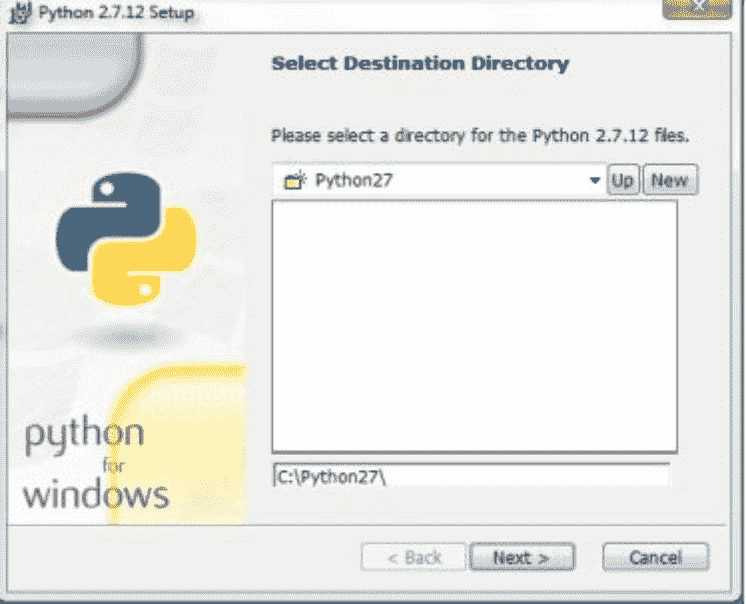 Python 2.7.12 Setup
Select Destination Directory
Please select a directory for the Python 2.7.12 files.
Python27
Up
New
C:\Python27\
python
for
windows
< Back
Next >
Cancel